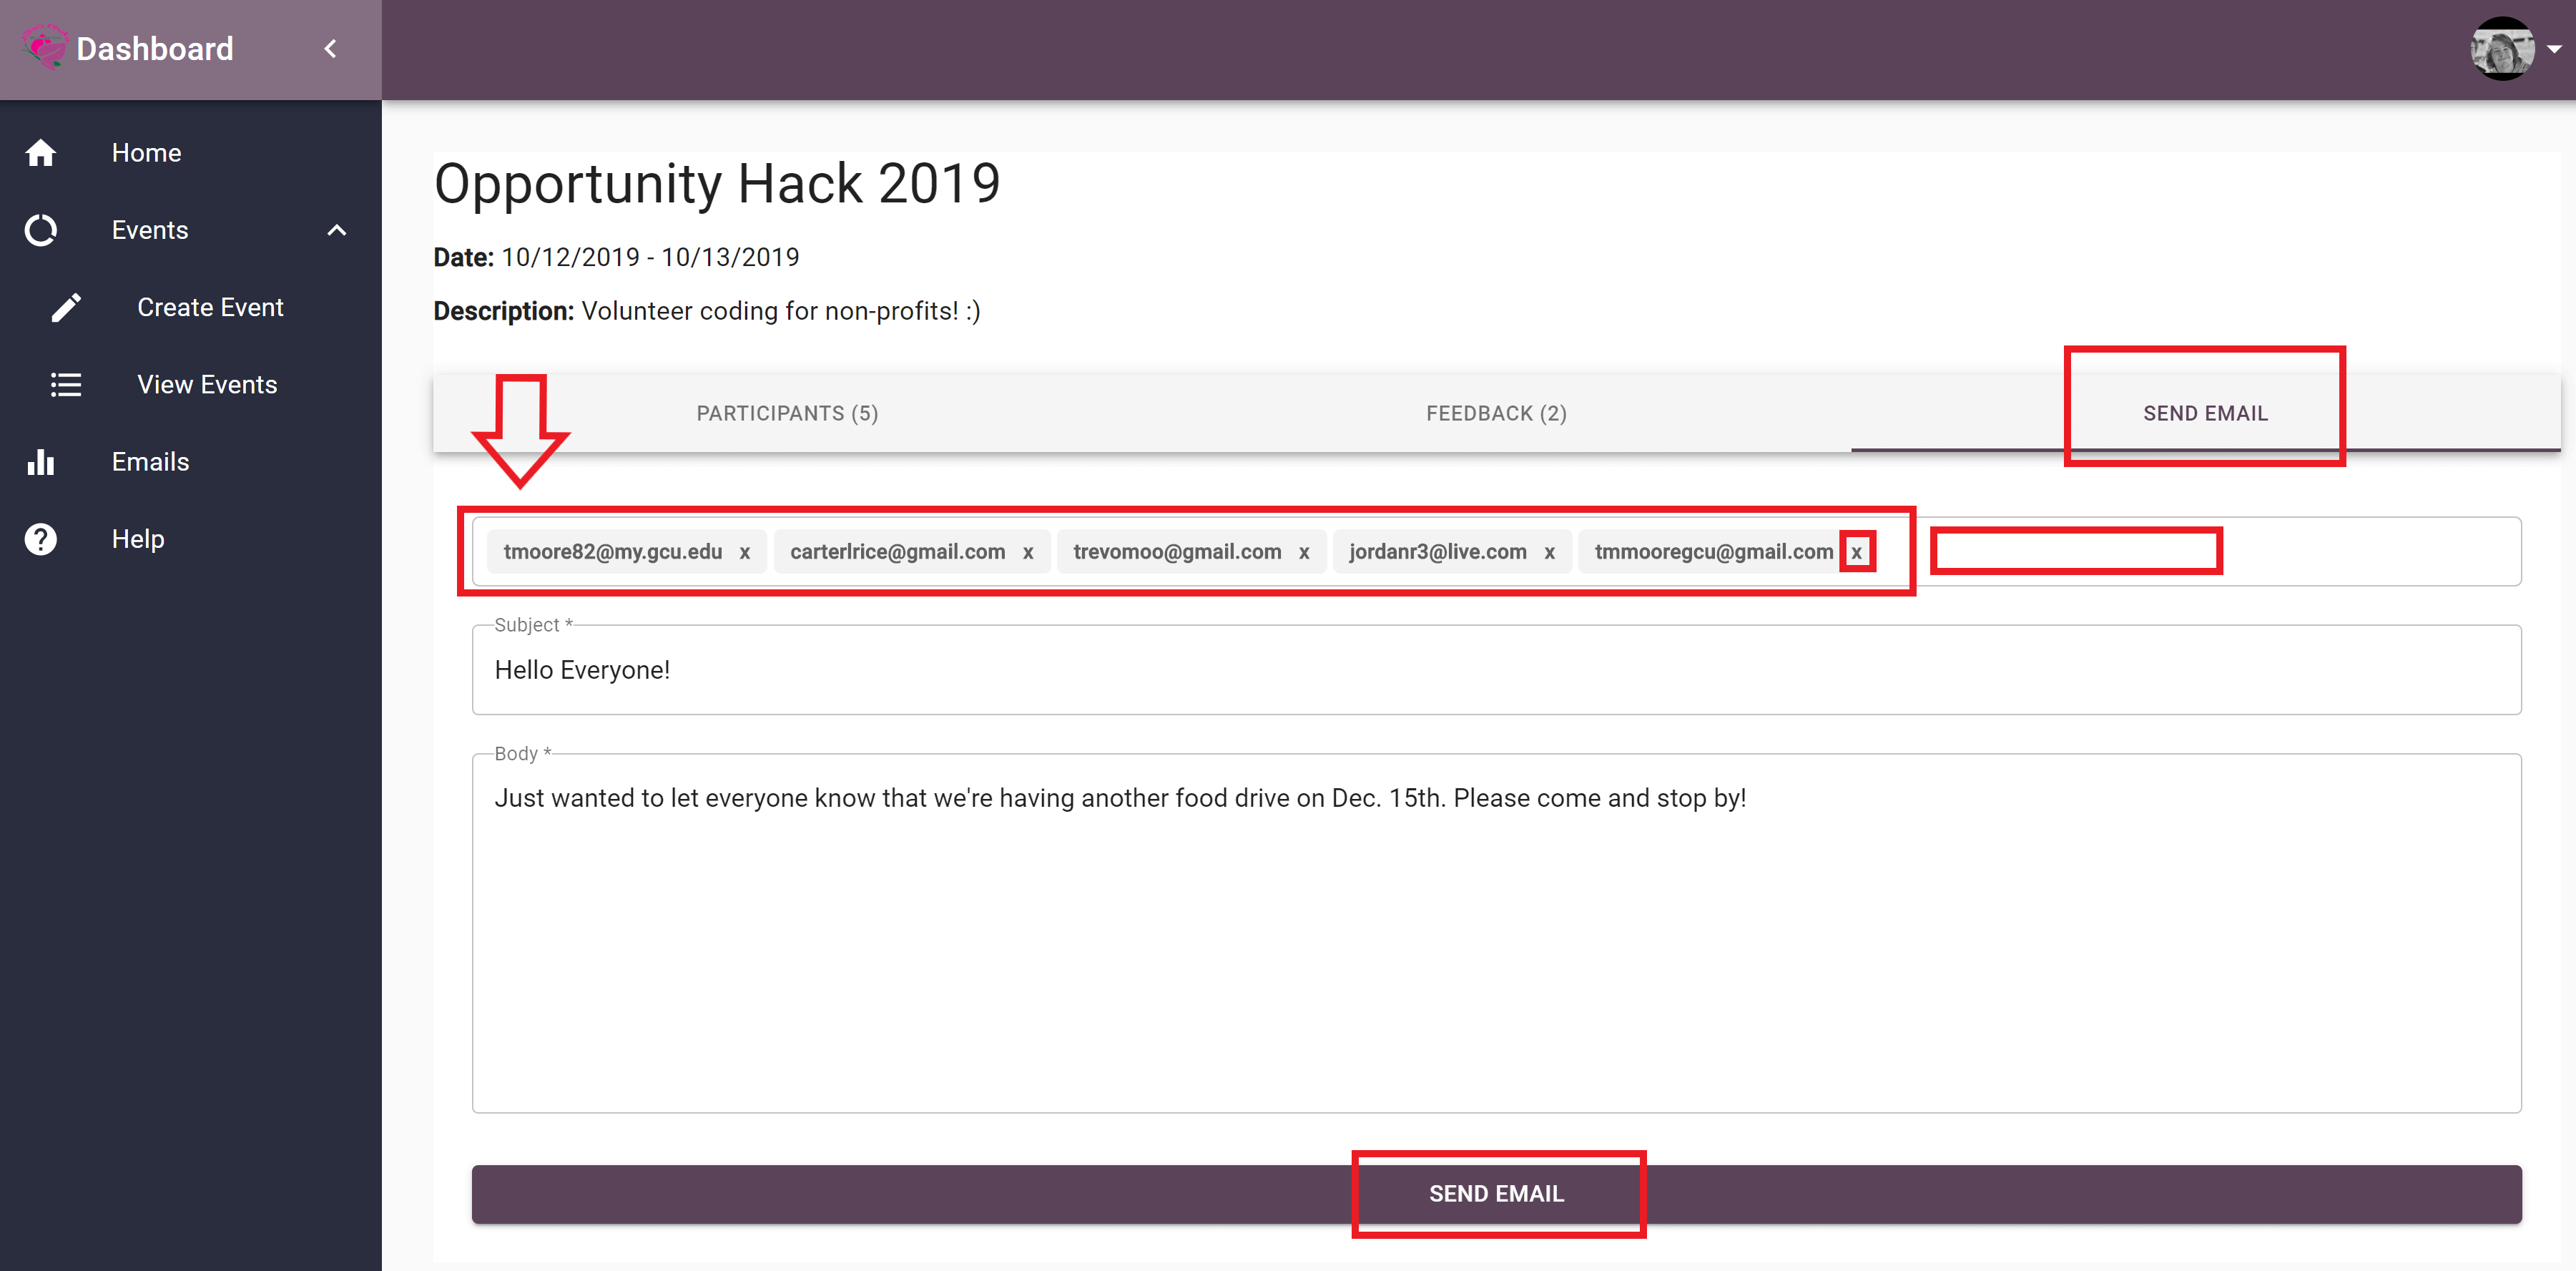 Dashboard
Home
Events
Create Event
View Events
Emails
Help
Opportunity Hack 2019
Date: 10/12/2019 - 10/13/2019
Description: Volunteer coding for non-profits! :)
PARTICIPANTS (5) FEEDBACK (2) SEND EMAIL
tmoore82@my.gcu.edu x carterlrice@gmail.com x trevomoo@gmail.com x jordanr3@live.com x tmmooregcu@gmail.com x
Subject *
Hello Everyone!
Body *
Just wanted to let everyone know that we're having another food drive on Dec. 15th. Please come and stop by!
SEND EMAIL